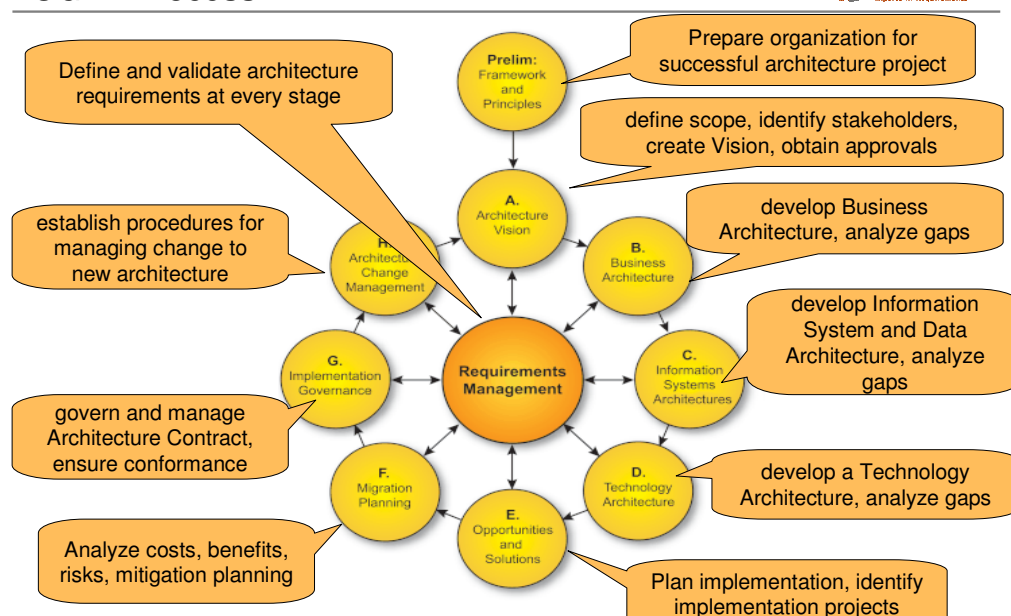 Define and validate architecture
requirements at every stage
Prelim:
Framework
and
Principles
Prepare organization for
successful architecture project
define scope, identify stakeholders,
create Vision, obtain approvals
A.
Architecture
Vision
establish procedures for
managing change to
new architecture
H.
Architecture
Change
Management
B.
Business
Architecture
develop Business
Architecture, analyze gaps
develop Information
System and Data
Architecture, analyze
gaps
G.
Implementation
Governance
Requirements
Management
C.
Information
Systems
Architectures
govern and manage
Architecture Contract,
ensure conformance
F.
Migration
Planning
D.
Technology
Architecture
develop a Technology
Architecture, analyze gaps
E.
Opportunities
and
Solutions
Analyze costs, benefits,
risks, mitigation planning
Plan implementation, identify
implementation projects